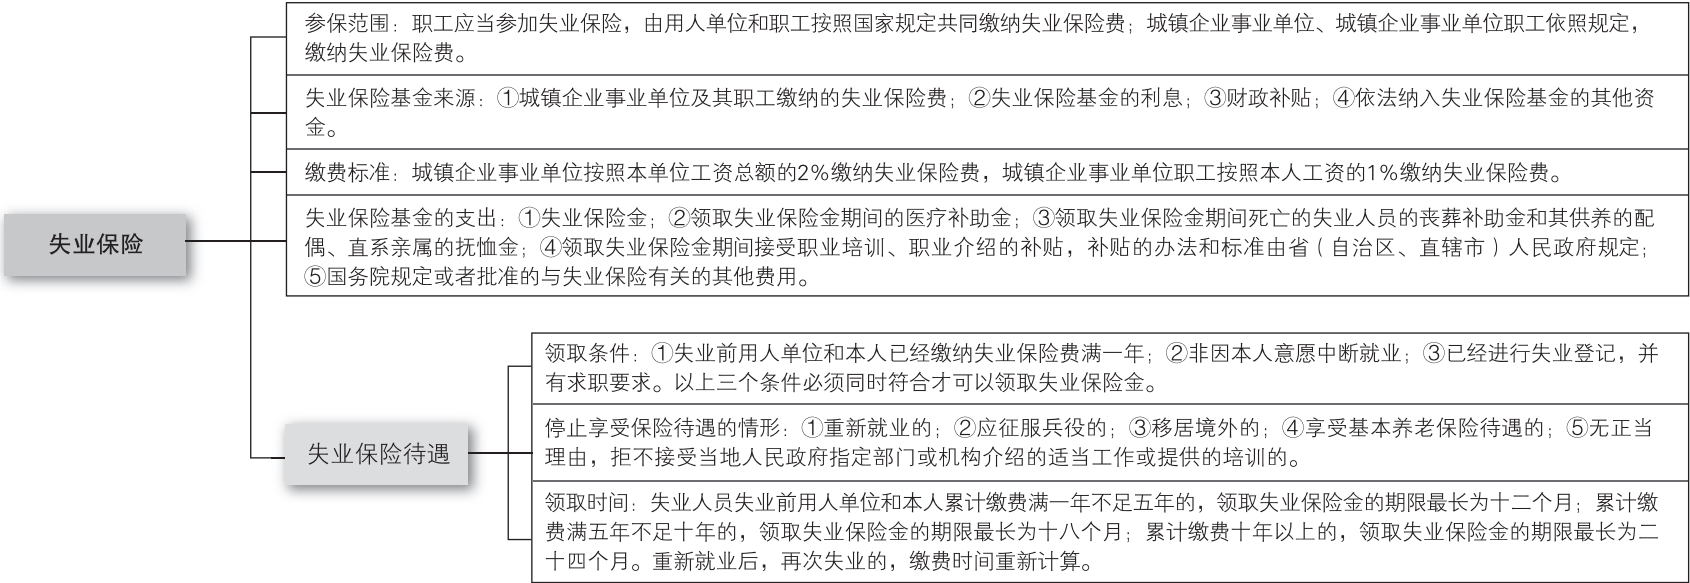 参保范围：职工应当参加失业保险，由用人单位和职工按照国家规定共同缴纳失业保险费；城镇企业事业单位、城镇企业事业单位职工依照规定，
缴纳失业保险费。
失业保险基金来源：①城镇企业事业单位及其职工缴纳的失业保险费；②失业保险基金的利息；③财政补贴；④依法纳入失业保险基金的其他资
金。
缴费标准：城镇企业事业单位按照本单位工资总额的2%缴纳失业保险费，城镇企业事业单位职工按照本人工资的1%缴纳失业保险费。
失业保险基金的支出：①失业保险金；②领取失业保险金期间的医疗补助金；③领取失业保险金期间死亡的失业人员的丧葬补助金和其供养的配
偶、直系亲属的抚恤金；④领取失业保险金期间接受职业培训、职业介绍的补贴，补贴的办法和标准由省（自治区、直辖市）人民政府规定；
⑤国务院规定或者批准的与失业保险有关的其他费用。
失业保险
领取条件：①失业前用人单位和本人已经缴纳失业保险费满一年；②非因本人意愿中断就业；③已经进行失业登记，并
有求职要求。以上三个条件必须同时符合才可以领取失业保险金。
停止享受保险待遇的情形：①重新就业的；②应征服兵役的；③移居境外的；④享受基本养老保险待遇的；⑤无正当
理由，拒不接受当地人民政府指定部门或机构介绍的适当工作或提供的培训的。
失业保险待遇
领取时间：失业人员失业前用人单位和本人累计缴费满一年不足五年的，领取失业保险金的期限最长为十二个月；累计缴
费满五年不足十年的，领取失业保险金的期限最长为十八个月；累计缴费十年以上的，领取失业保险金的期限最长为二
十四个月。重新就业后，再次失业的，缴费时间重新计算。